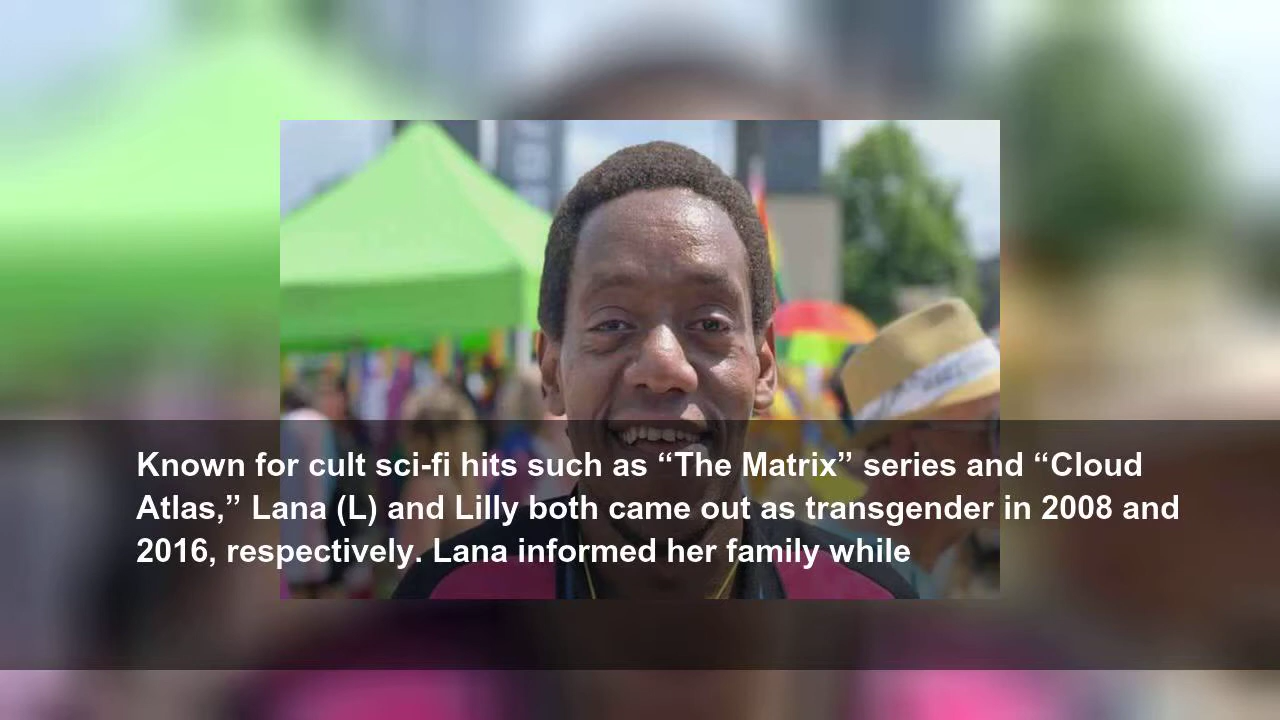 Known for cult sci-fi hits such as “The Matrix” series and “Cloud
Atlas,” Lana (L) and Lilly both came out as transgender in 2008 and
2016, respectively. Lana informed her family while